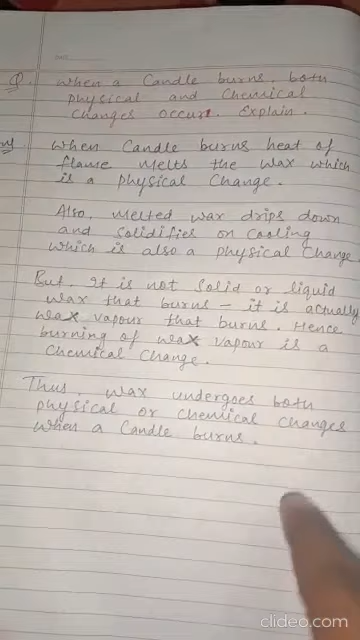 Q. When a Candle burns, both
physical and chemical
changes occur. Explain.
When Candle burns heat of
flame melts the wax which
is a physical change.
Also, melted wax drips down
and solidifies on cooling
which is also a physical change.
But, It is not solid or liquid
wax that burns – it is actually
wax vapour that burns. Hence
burning of wax vapour is a
chemical change.
Thus, wax undergoes both
physical or chemical changes
when a candle burns.
clideo.com